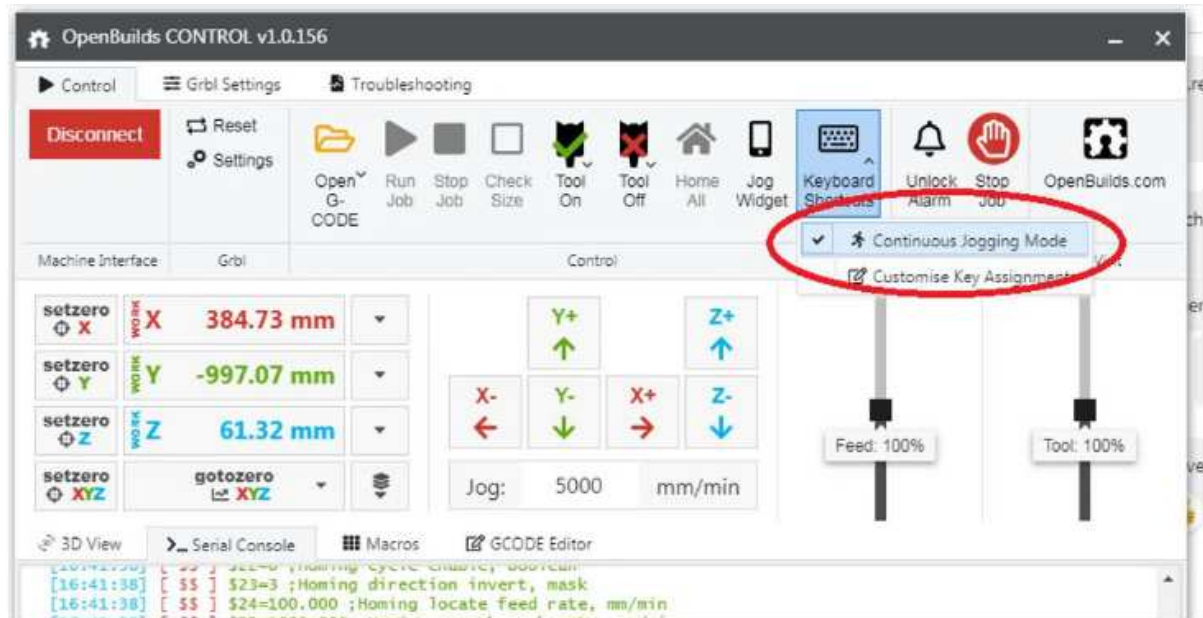 OpenBuilds CONTROL v1.0.156
Control
Grbl Settings
Troubleshooting
Disconnect
Reset
Settings
Open
G-
CODE
Run
Job
Stop
Job
Check
Size
Tool
On
Tool
Off
Home
All
Jog
Widget
Keyboard
Shortcuts
Unlock
Alarm
Stop
Job
OpenBuilds.com
Continuous Jogging Mode
Customise Key Assignments
Machine Interface
Grbl
Control
setzero
X
WORK
X
384.73 mm
setzero
Y
WORK
Y
-997.07 mm
setzero
Z
WORK
Z
61.32 mm
setzero
XYZ
gotozero
XYZ
Y+
Z+
X-
Y-
X+
Z-
Jog: 5000 mm/min
Feed: 100%
Tool: 100%
3D View
Serial Console
Macros
GCODE Editor
[16:41:38] [ $$ ] $23=3 ;Homing direction invert, mask
[16:41:38] [ $$ ] $24=100.000 ;Homing locate feed rate, mm/min